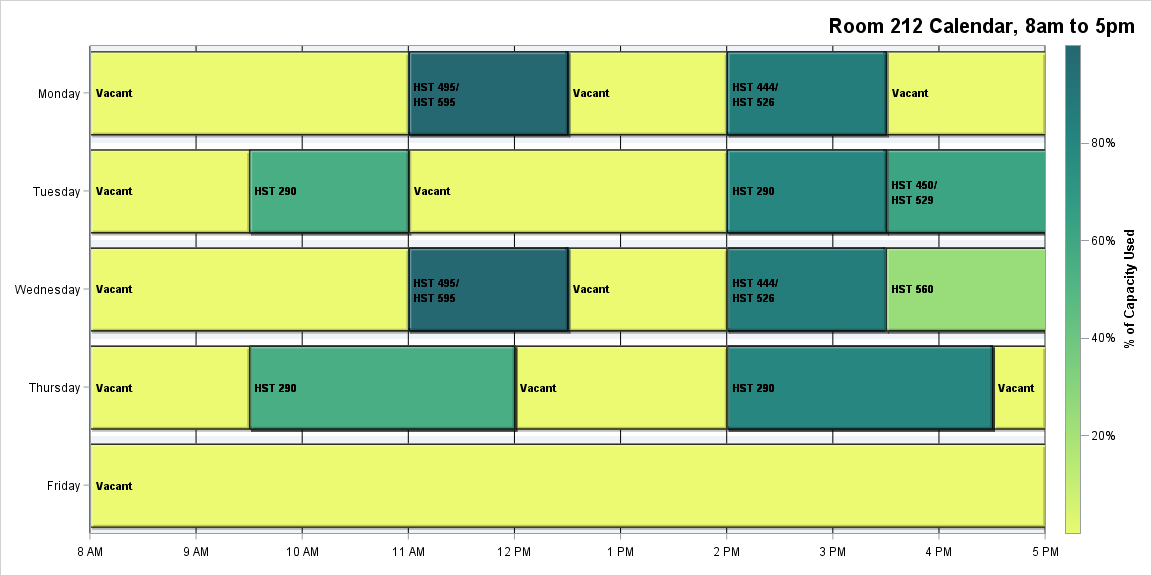 Room 212 Calendar, 8am to 5pm
Monday
Vacant
HST 495/
HST 595
Vacant
HST 444/
HST 526
Vacant
Tuesday
Vacant
HST 290
Vacant
HST 290
HST 450/
HST 529
Wednesday
Vacant
HST 495/
HST 595
Vacant
HST 444/
HST 526
HST 560
Thursday
Vacant
HST 290
Vacant
HST 290
Vacant
Friday
Vacant
8 AM
9 AM
10 AM
11 AM
12 PM
1 PM
2 PM
3 PM
4 PM
5 PM
80%
60%
40%
20%
% of Capacity Used